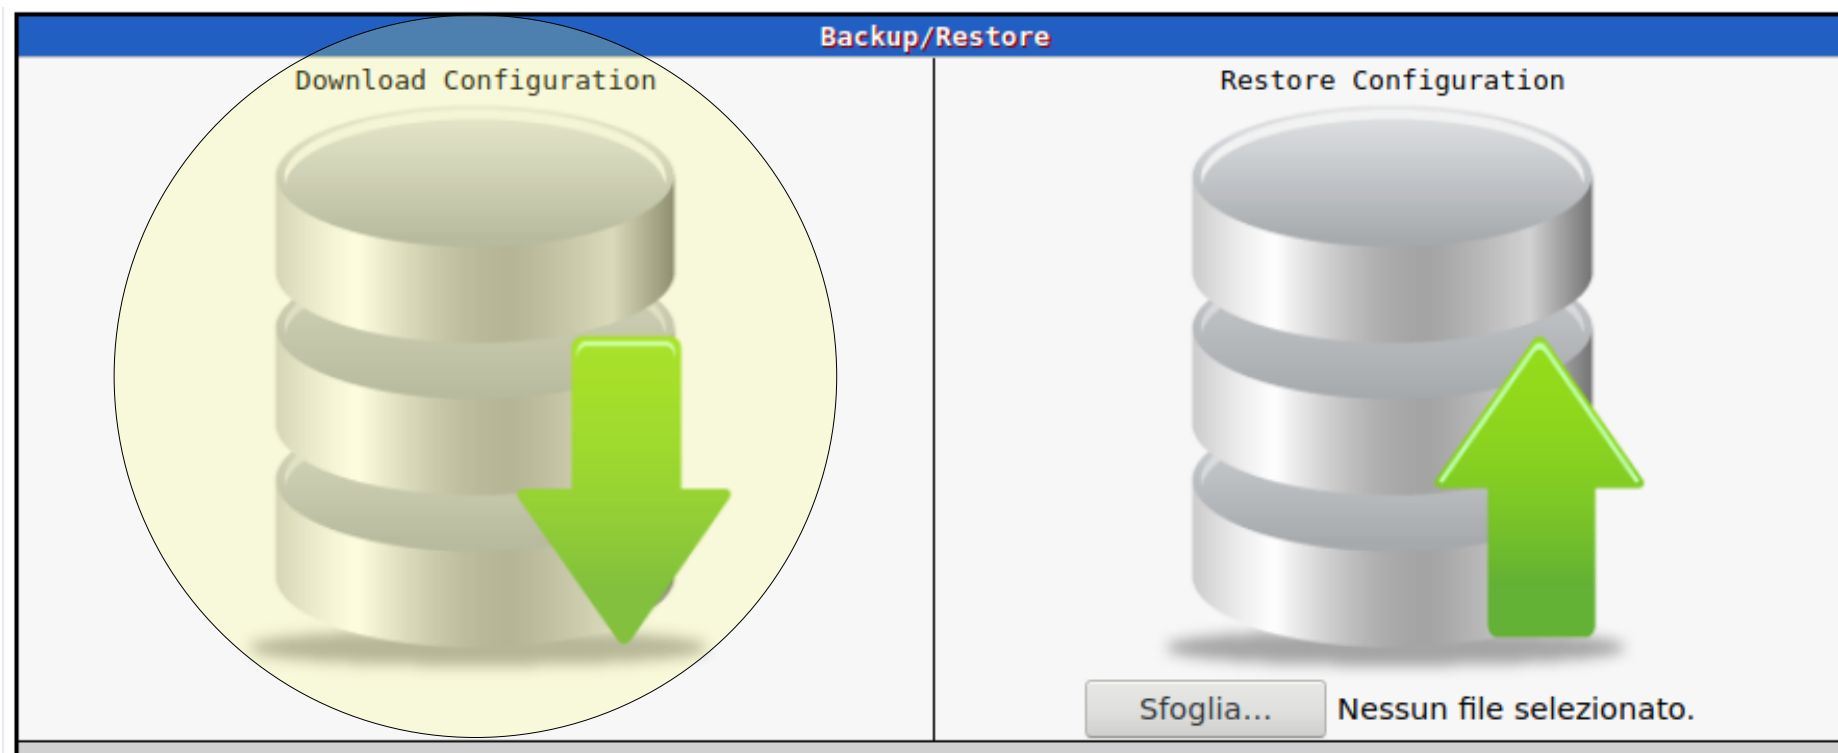 Backup/Restore
Download Configuration
Restore Configuration
Sfoglia... Nessun file selezionato.